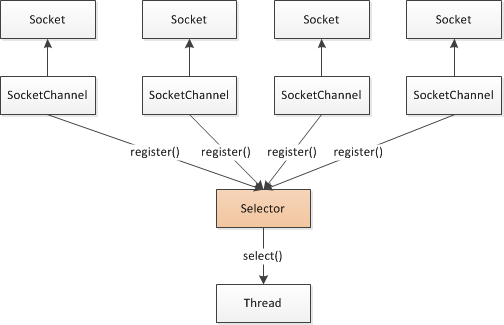 Socket
Socket
Socket
Socket
SocketChannel
SocketChannel
SocketChannel
SocketChannel
register()
register()
register()
register()
Selector
select()
Thread